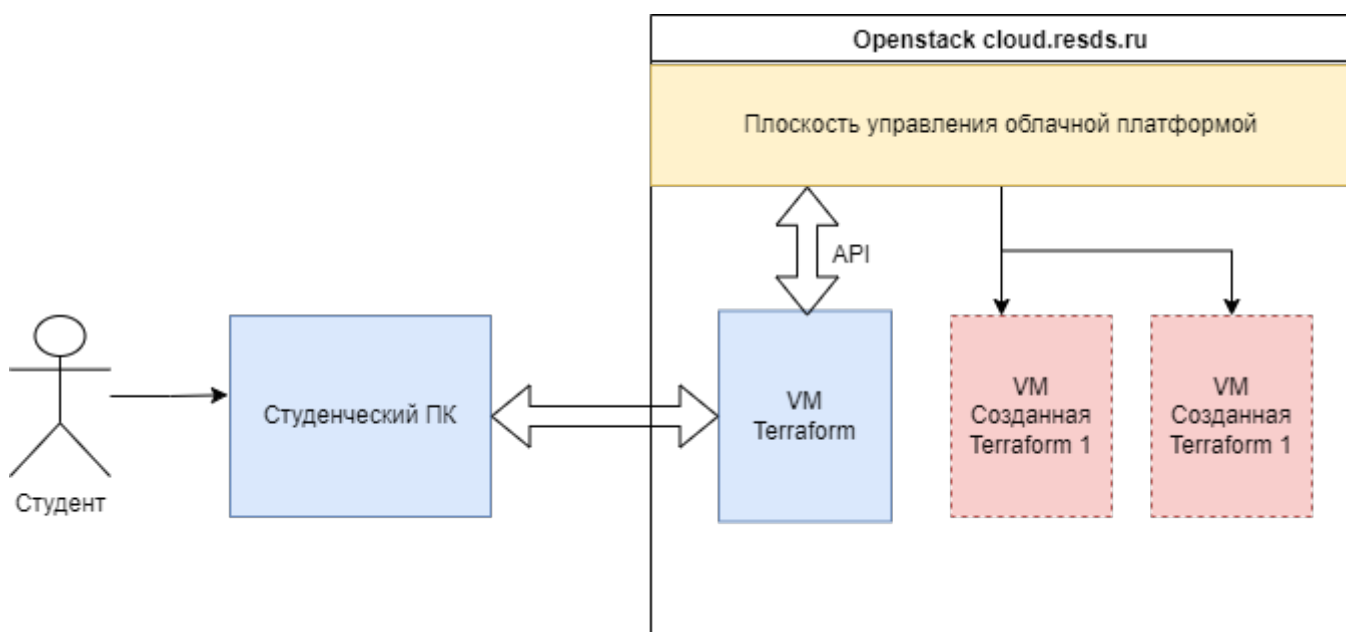 Openstack cloud.resds.ru
Плоскость управления облачной платформой
API
Студенческий ПК
VM
Terraform
VM
Созданная
Terraform 1
VM
Созданная
Terraform 1
Студент